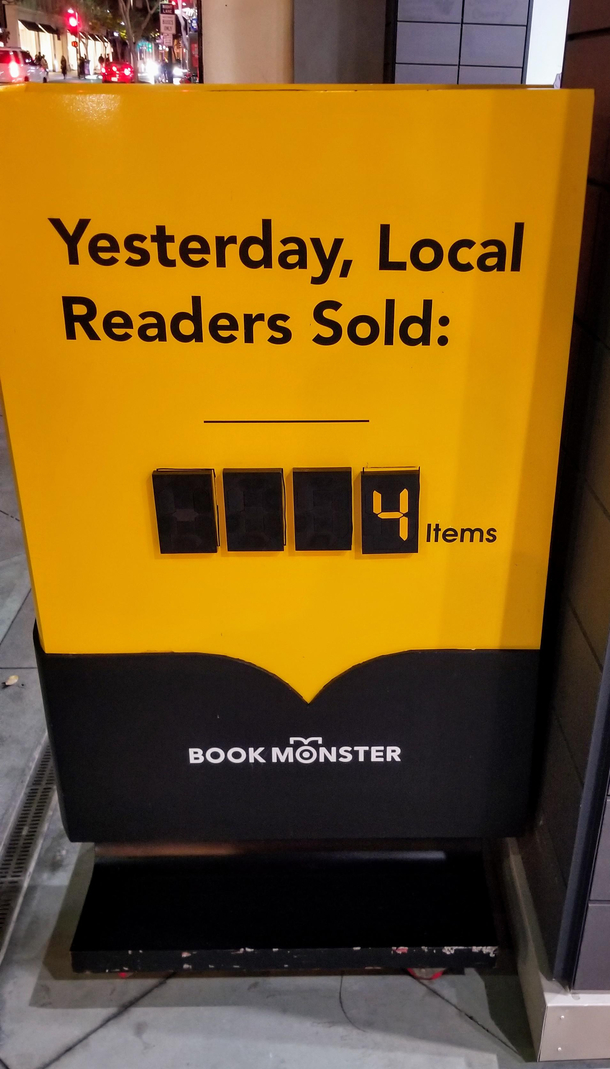 Yesterday, Local
Readers Sold:
4 Items
BOOK MONSTER